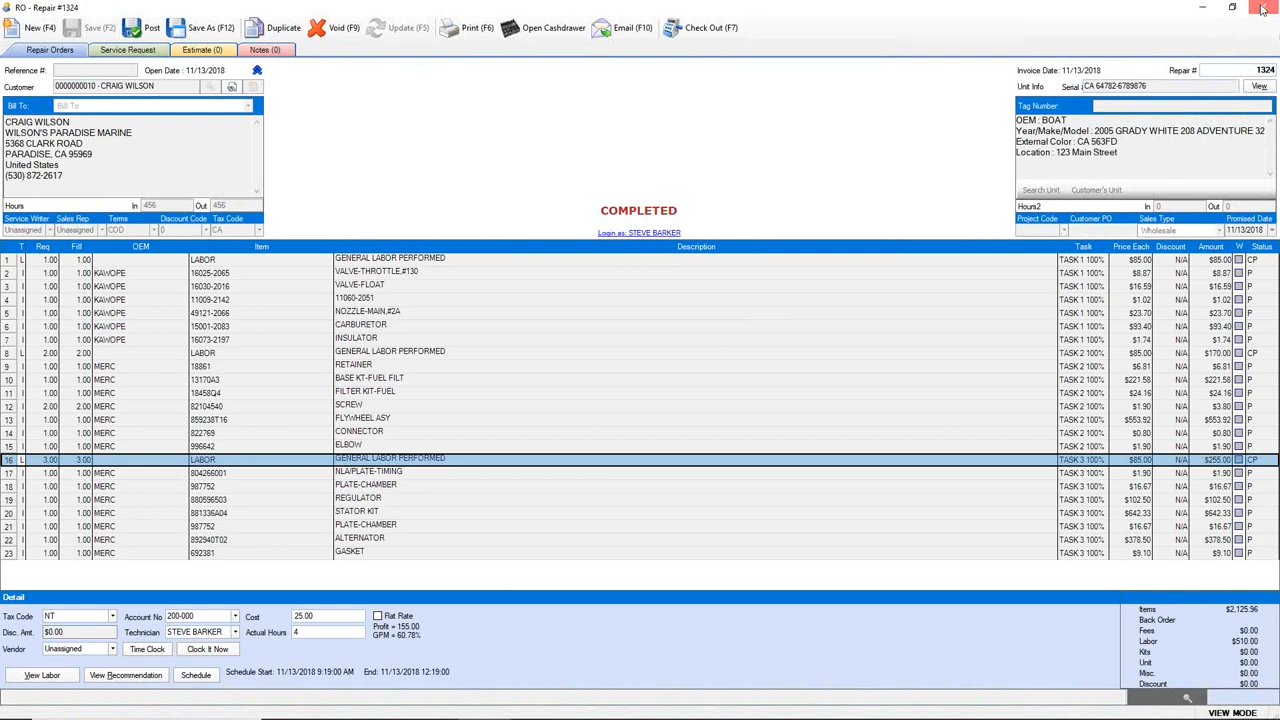 RO - Repair #1324
New (F4) Save (F2) Post Save As (F12) Duplicate Void (F9) Update (F5) Print (F6) Open Cashdrawer Email (F10) Check Out (F7)
Repair Orders Service Request Estimate (0) Notes (0)
Reference #: Open Date : 11/13/2018 Invoice Date: 11/13/2018 Repair # 1324
Customer 0000000010 - CRAIG WILSON Unit Info Serial CA 64782-6789876 View
Bill To: Bill To Tag Number:
CRAIG WILSON
WILSON'S PARADISE MARINE
5368 CLARK ROAD
PARADISE, CA 95969
United States
(530) 872-2617
OEM : BOAT
Year/Make/Model : 2005 GRADY WHITE 208 ADVENTURE 32
External Color : CA 563FD
Location : 123 Main Street
Search Unit Customer's Unit
Hours In 456 Out 456 Hours2 In 0 Out 0
Service Writer Sales Rep Terms Discount Code Tax Code
Unassigned Unassigned COD 0 CA
COMPLETED
Login as: STEVE BARKER
Project Code Customer PO Sales Type Promised Date
Wholesale 11/13/2018
T Req Fill OEM Item Description Task Price Each Discount Amount W Status
1 L 1.00 1.00 LABOR GENERAL LABOR PERFORMED TASK 1 100% $85.00 N/A $85.00 CP
2 I 1.00 1.00 KAWOPE 16025-2065 VALVE-THROTTLE,#130 TASK 1 100% $8.87 N/A $8.87 P
3 I 1.00 1.00 KAWOPE 16030-2016 VALVE-FLOAT TASK 1 100% $16.59 N/A $16.59 P
4 I 1.00 1.00 KAWOPE 11009-2142 11060-2051 TASK 1 100% $1.02 N/A $1.02 P
5 I 1.00 1.00 KAWOPE 49121-2066 NOZZLE-MAIN,#2A TASK 1 100% $23.70 N/A $23.70 P
6 I 1.00 1.00 KAWOPE 15001-2083 CARBURETOR TASK 1 100% $93.40 N/A $93.40 P
7 I 1.00 1.00 KAWOPE 16073-2197 INSULATOR TASK 1 100% $1.74 N/A $1.74 P
8 L 2.00 2.00 LABOR GENERAL LABOR PERFORMED TASK 2 100% $85.00 N/A $170.00 CP
9 I 1.00 1.00 MERC 18861 RETAINER TASK 2 100% $6.81 N/A $6.81 P
10 I 1.00 1.00 MERC 13170A3 BASE KT-FUEL FILT TASK 2 100% $221.58 N/A $221.58 P
11 I 1.00 1.00 MERC 18458Q4 FILTER KIT-FUEL TASK 2 100% $24.16 N/A $24.16 P
12 I 2.00 2.00 MERC 82104540 SCREW TASK 2 100% $1.90 N/A $3.80 P
13 I 1.00 1.00 MERC 859238T16 FLYWHEEL ASY TASK 2 100% $553.92 N/A $553.92 P
14 I 1.00 1.00 MERC 822769 CONNECTOR TASK 2 100% $0.80 N/A $0.80 P
15 I 1.00 1.00 MERC 996642 ELBOW TASK 2 100% $1.90 N/A $1.90 P
16 L 3.00 3.00 LABOR GENERAL LABOR PERFORMED TASK 3 100% $85.00 N/A $255.00 CP
17 I 1.00 1.00 MERC 804266001 NLA/PLATE-TIMING TASK 3 100% $1.90 N/A $1.90 P
18 I 1.00 1.00 MERC 987752 PLATE-CHAMBER TASK 3 100% $16.67 N/A $16.67 P
19 I 1.00 1.00 MERC 880596503 REGULATOR TASK 3 100% $102.50 N/A $102.50 P
20 I 1.00 1.00 MERC 881336A04 STATOR KIT TASK 3 100% $642.33 N/A $642.33 P
21 I 1.00 1.00 MERC 987752 PLATE-CHAMBER TASK 3 100% $16.67 N/A $16.67 P
22 I 1.00 1.00 MERC 892940T02 ALTERNATOR TASK 3 100% $378.50 N/A $378.50 P
23 I 1.00 1.00 MERC 692381 GASKET TASK 3 100% $9.10 N/A $9.10 P
Detail
Tax Code NT Account No 200-000 Cost 25.00 Flat Rate
Disc. Amt. $0.00 Technician STEVE BARKER Actual Hours 4 Profit = 155.00
GPM = 60.78%
Vendor Unassigned Time Clock Clock It Now
View Labor View Recommendation Schedule Schedule Start: 11/13/2018 9:19:00 AM End: 11/13/2018 12:19:00
Items $2,125.96
Back Order
Fees $0.00
Labor $510.00
Kits $0.00
Unit $0.00
Misc. $0.00
Discount $0.00
VIEW MODE